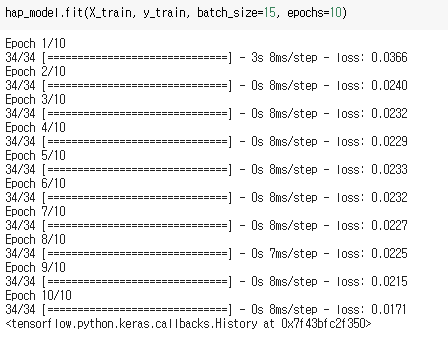 hap_model.fit(X_train, y_train, batch_size=15, epochs=10)
Epoch 1/10
34/34 [==============================] - 3s 8ms/step - loss: 0.0366
Epoch 2/10
34/34 [==============================] - 0s 8ms/step - loss: 0.0240
Epoch 3/10
34/34 [==============================] - 0s 8ms/step - loss: 0.0232
Epoch 4/10
34/34 [==============================] - 0s 8ms/step - loss: 0.0229
Epoch 5/10
34/34 [==============================] - 0s 8ms/step - loss: 0.0233
Epoch 6/10
34/34 [==============================] - 0s 8ms/step - loss: 0.0232
Epoch 7/10
34/34 [==============================] - 0s 8ms/step - loss: 0.0227
Epoch 8/10
34/34 [==============================] - 0s 7ms/step - loss: 0.0225
Epoch 9/10
34/34 [==============================] - 0s 8ms/step - loss: 0.0215
Epoch 10/10
34/34 [==============================] - 0s 8ms/step - loss: 0.0171
<tensorflow.python.keras.callbacks.History at 0x7f43bfc2f350>